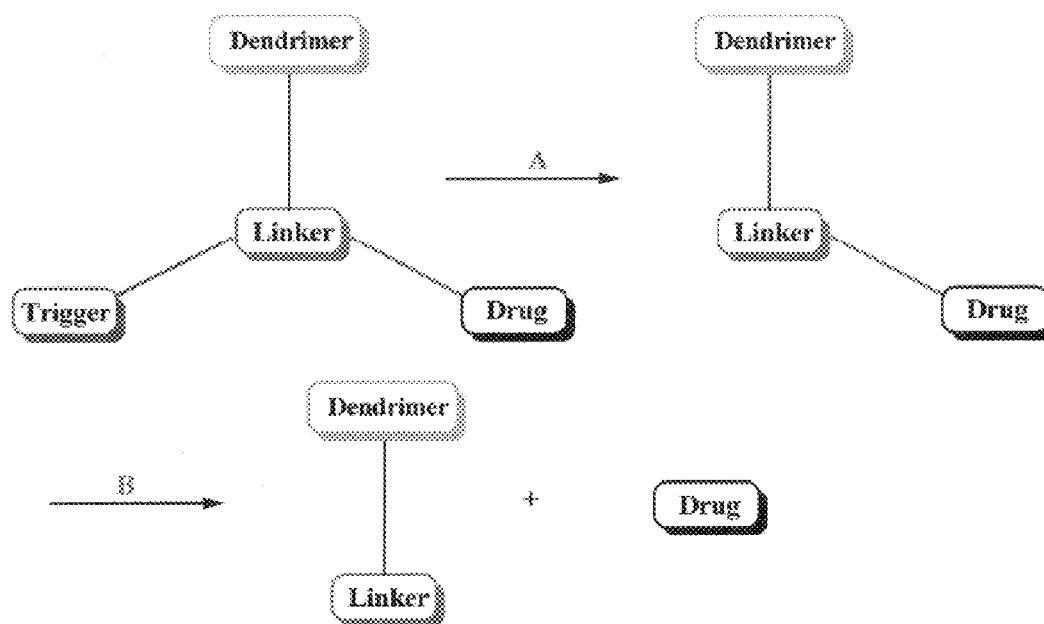 Dendrimer
Dendrimer
A
Linker
Linker
Trigger
Drug
Drug
Dendrimer
B
+
Drug
Linker